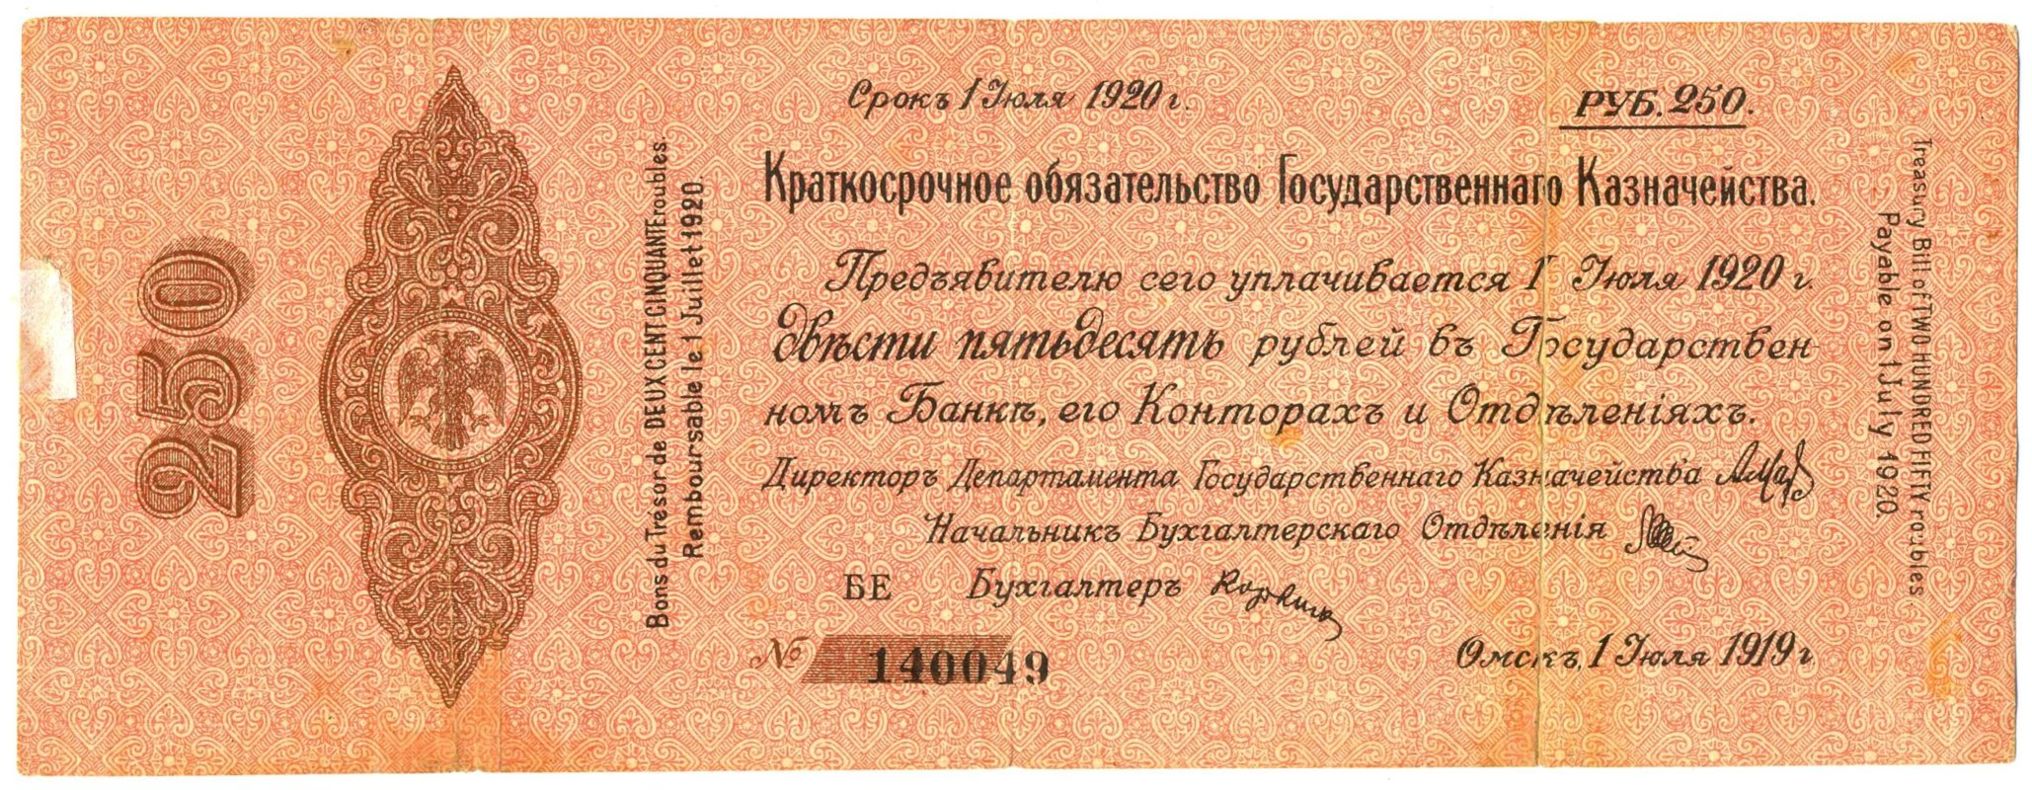 250
Bons du Tresor de DEUX CENT CINQUANTE roubles.
Remboursable le 1 Juillet 1920.
Срокъ 1 Іюля 1920 г.
РУБ. 250.
Краткосрочное обязательство Государственнаго Казначейства.
Предъявителю сего уплачивается 1 Іюля 1920 г.
двѣсти пятьдесять рублей въ Государствен
номъ Банкѣ, его Конторахъ и Отдѣленіяхъ.
Директоръ Департамента Государственнаго Казначейства
Начальникъ Бухгалтерскаго Отдѣленія
БЕ Бухгалтеръ
№ 140049
Омскъ, 1 Іюля 1919 г
Treasury Bill of TWO HUNDRED FIFTY roubles.
Payable on 1 July 1920.